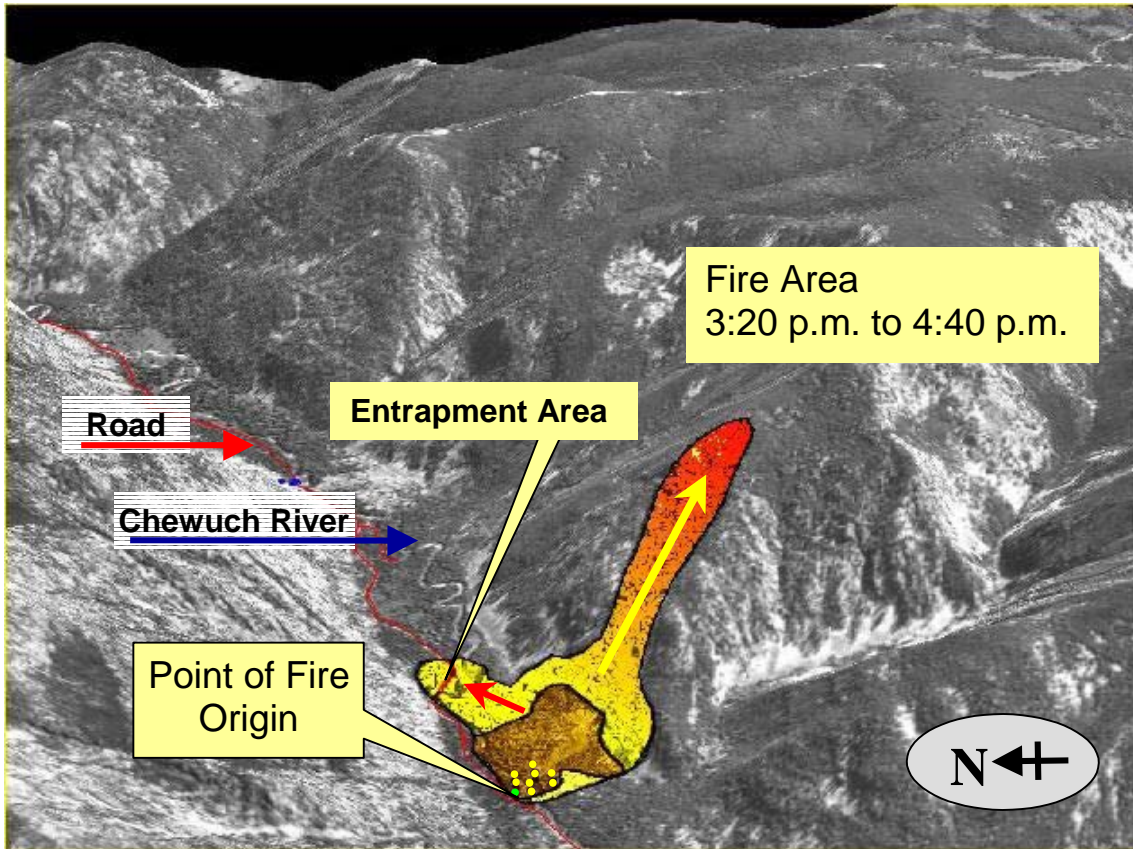 Fire Area
3:20 p.m. to 4:40 p.m.
Entrapment Area
Road
Chewuch River
Point of Fire
Origin
N